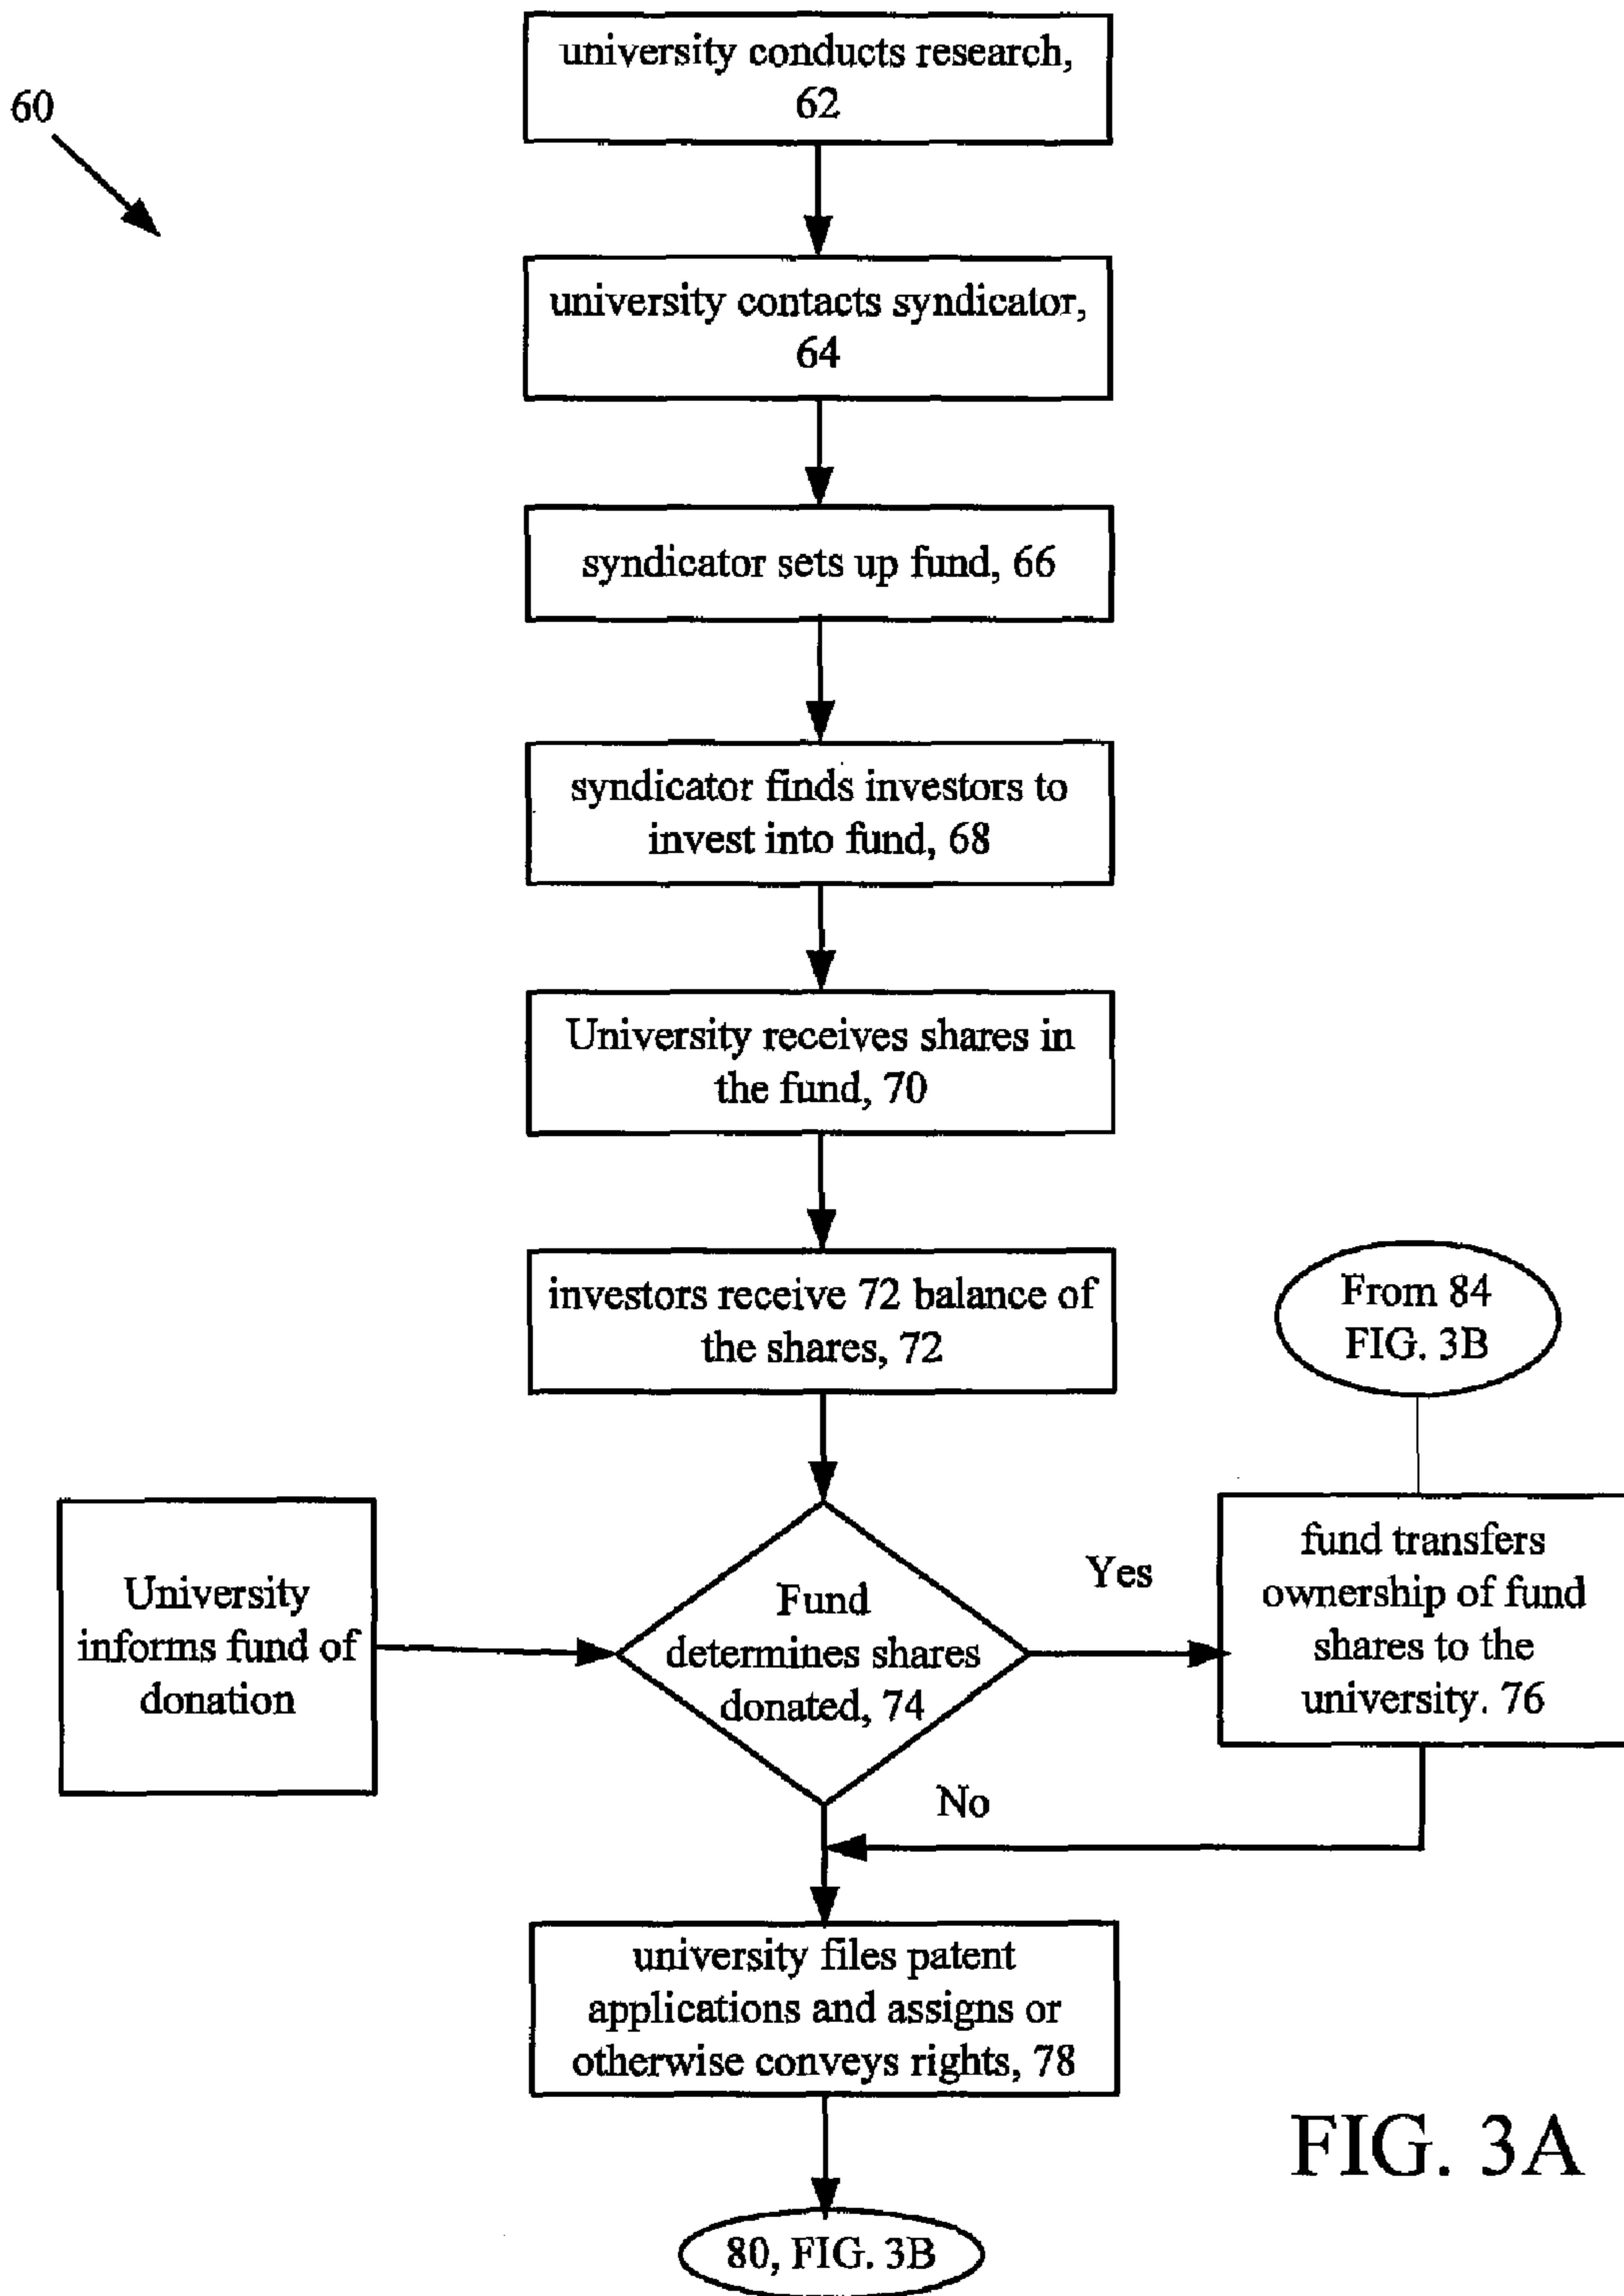 60
university conducts research,
62
university contacts syndicator,
64
syndicator sets up fund, 66
syndicator finds investors to
invest into fund, 68
University receives shares in
the fund, 70
investors receive 72 balance of
the shares, 72
From 84
FIG. 3B
University
informs fund of
donation
Fund
determines shares
donated, 74
Yes
fund transfers
ownership of fund
shares to the
university. 76
No
university files patent
applications and assigns or
otherwise conveys rights, 78
FIG. 3A
80, FIG. 3B